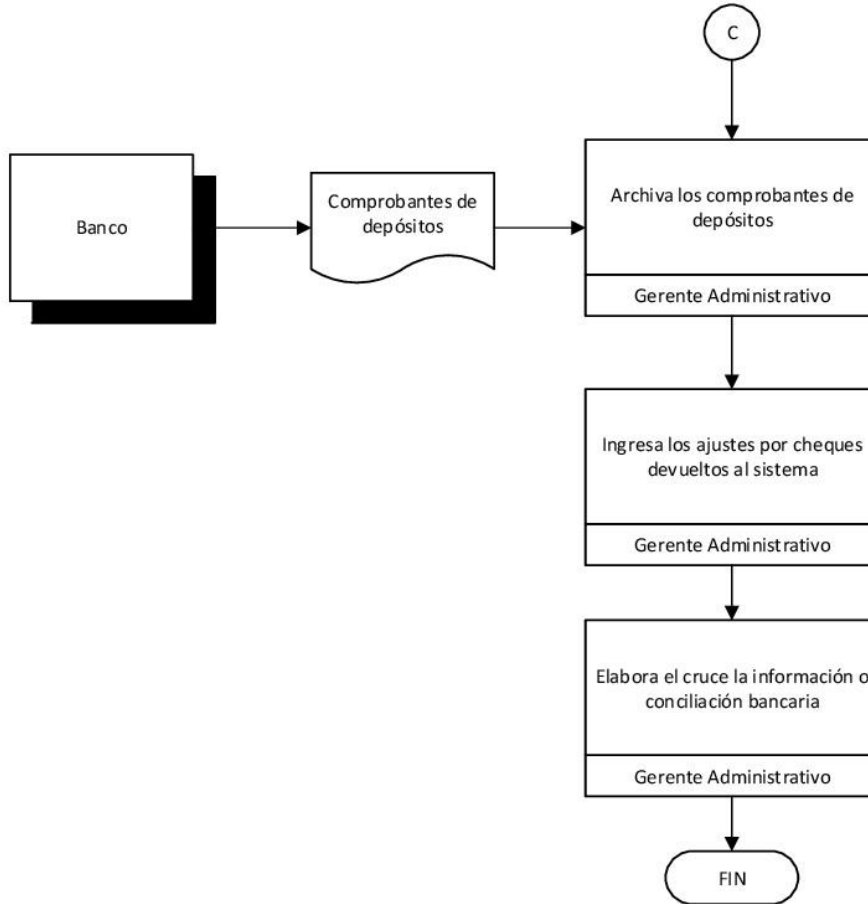 C
Banco
Comprobantes de
depósitos
Archiva los comprobantes de
depósitos
Gerente Administrativo
Ingresa los ajustes por cheques
devueltos al sistema
Gerente Administrativo
Elabora el cruce la información o
conciliación bancaria
Gerente Administrativo
FIN